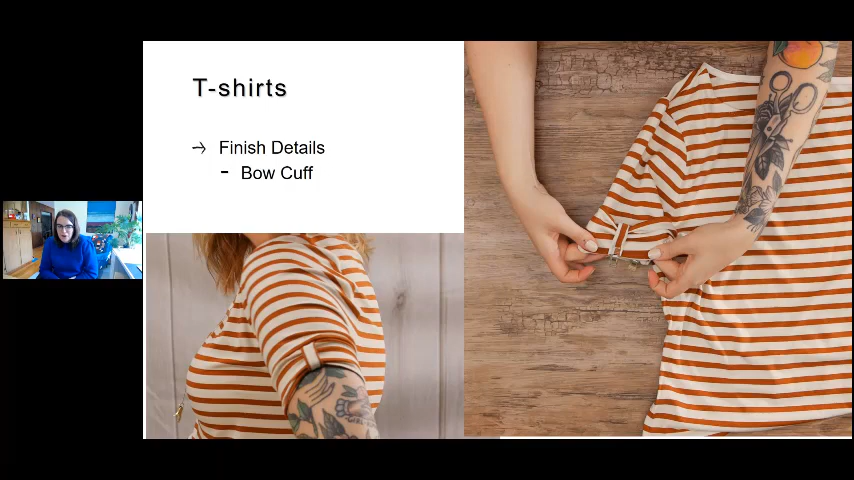 T-shirts
→ Finish Details
- Bow Cuff